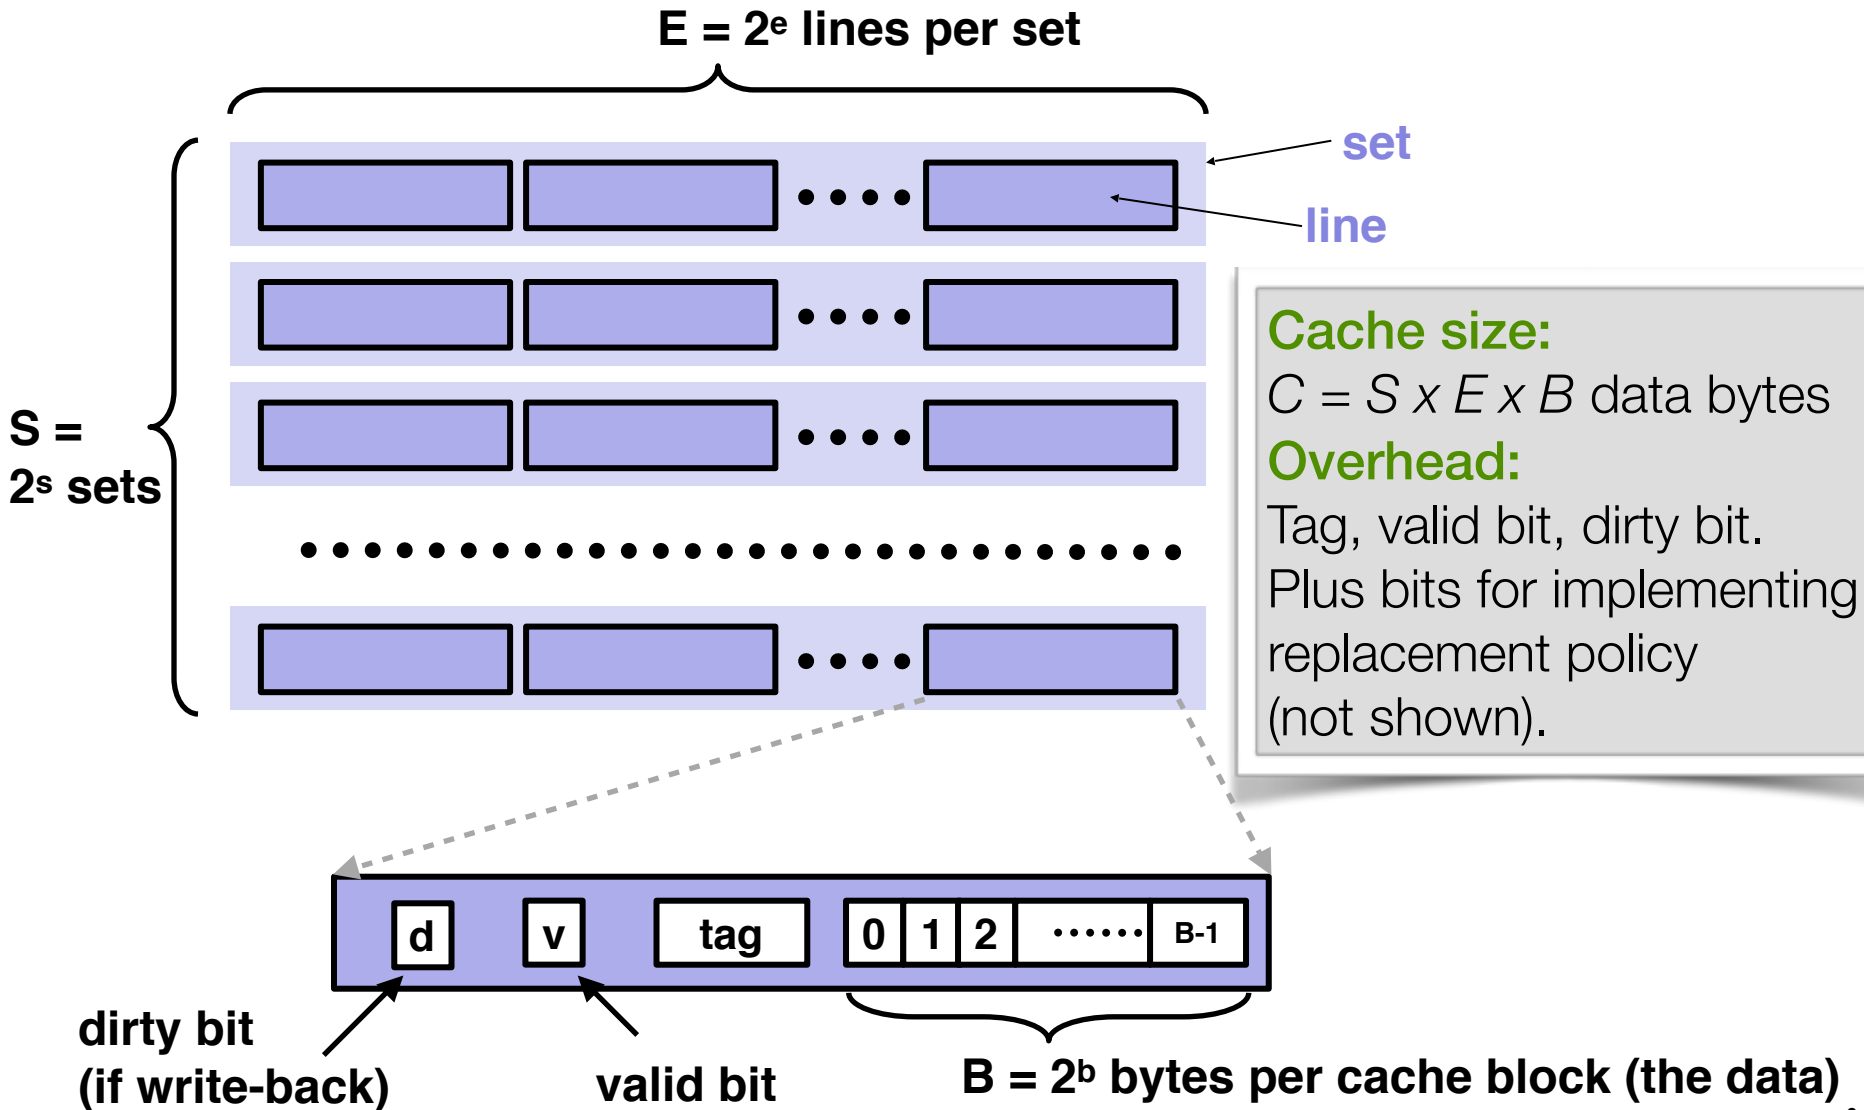 E = 2ᵉ lines per set
set
line
S =
2ˢ sets
Cache size:
C = S x E x B data bytes
Overhead:
Tag, valid bit, dirty bit.
Plus bits for implementing
replacement policy
(not shown).
d v tag 0 1 2 ······ B-1
dirty bit
(if write-back)
valid bit
B = 2ᵇ bytes per cache block (the data)